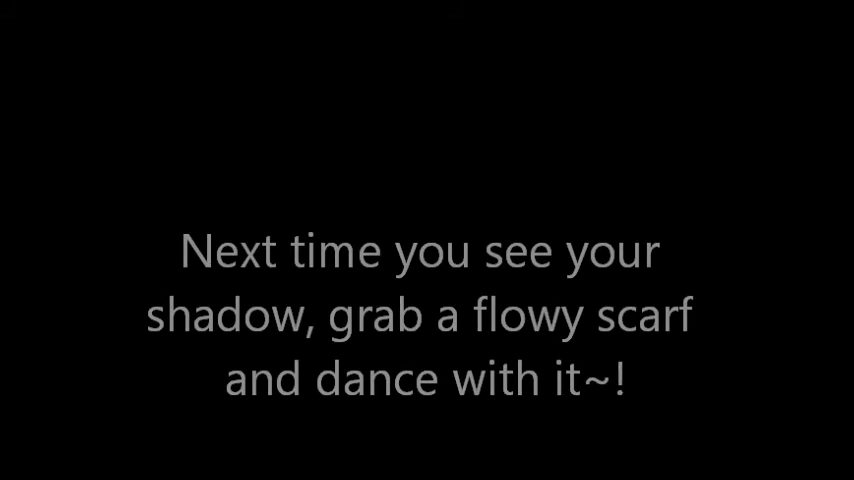 Next time you see your
shadow, grab a flowy scarf
and dance with it~!